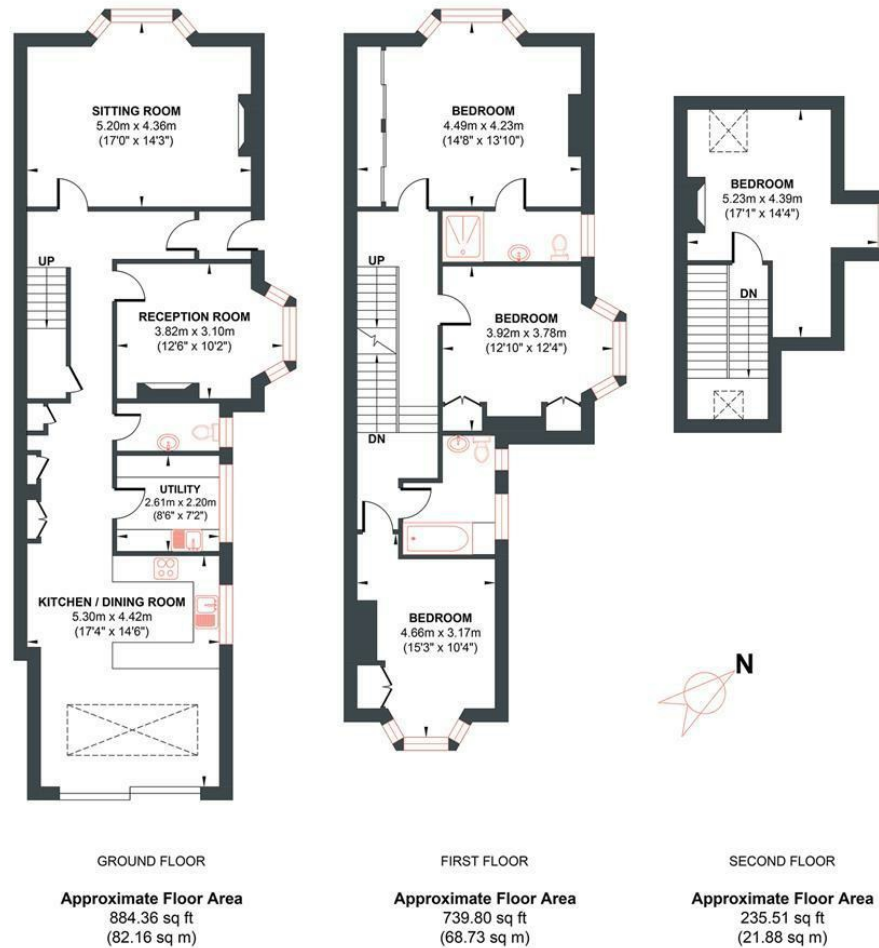 SITTING ROOM
5.20m x 4.36m
(17'0" x 14'3")
UP
RECEPTION ROOM
3.82m x 3.10m
(12'6" x 10'2")
UTILITY
2.61m x 2.20m
(8'6" x 7'2")
KITCHEN / DINING ROOM
5.30m x 4.42m
(17'4" x 14'6")
GROUND FLOOR
Approximate Floor Area
884.36 sq ft
(82.16 sq m)
BEDROOM
4.49m x 4.23m
(14'8" x 13'10")
UP
BEDROOM
3.92m x 3.78m
(12'10" x 12'4")
DN
BEDROOM
4.66m x 3.17m
(15'3" x 10'4")
FIRST FLOOR
Approximate Floor Area
739.80 sq ft
(68.73 sq m)
BEDROOM
5.23m x 4.39m
(17'1" x 14'4")
DN
N
SECOND FLOOR
Approximate Floor Area
235.51 sq ft
(21.88 sq m)